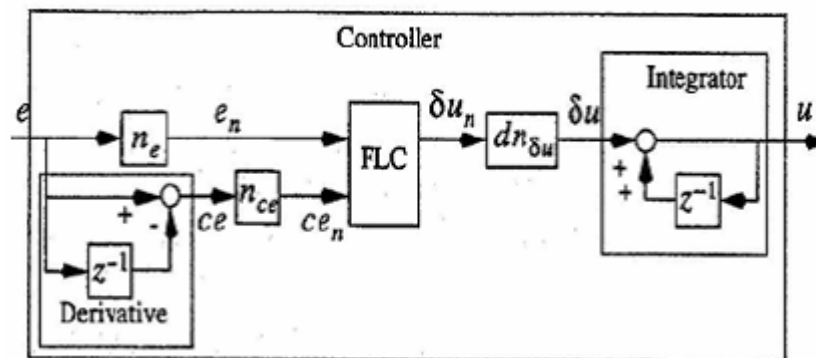 Controller
Integrator
e
n_e
e_n
FLC
δu_n
dn_δu
δu
u
+
+
z⁻¹
+
-
ce
n_ce
ce_n
z⁻¹
Derivative